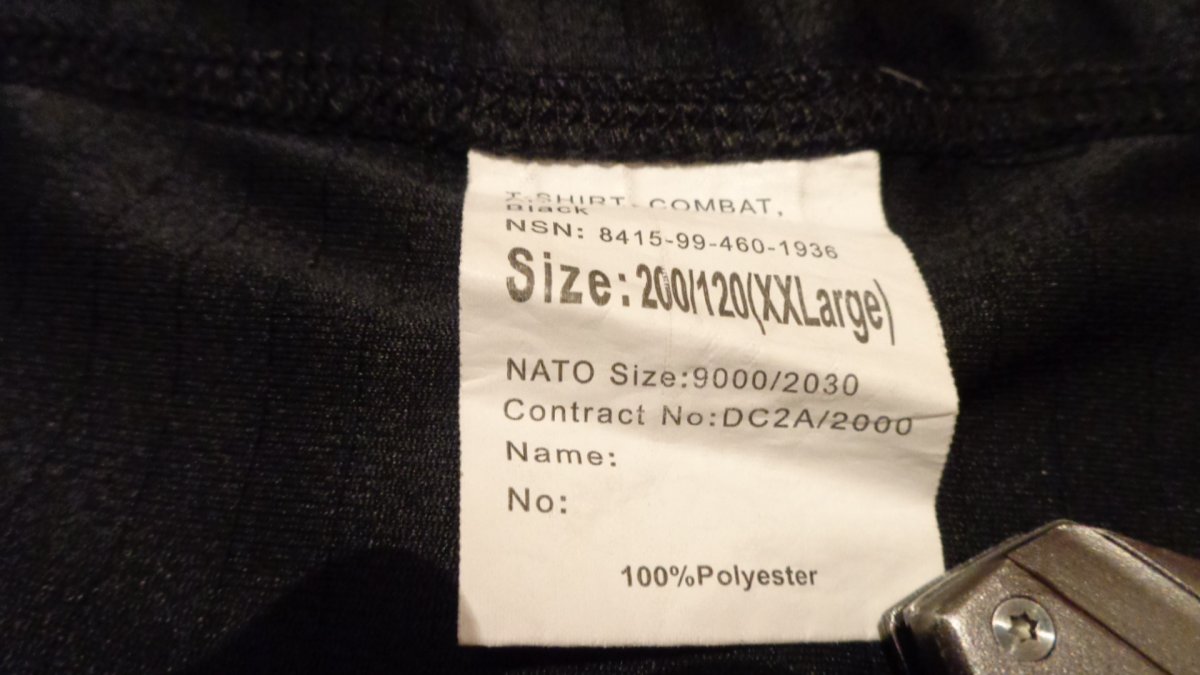 T.SHIRT, COMBAT,
Black
NSN: 8415-99-460-1936
Size:200/120(XXLarge)
NATO Size:9000/2030
Contract No:DC2A/2000
Name:
No:
100%Polyester